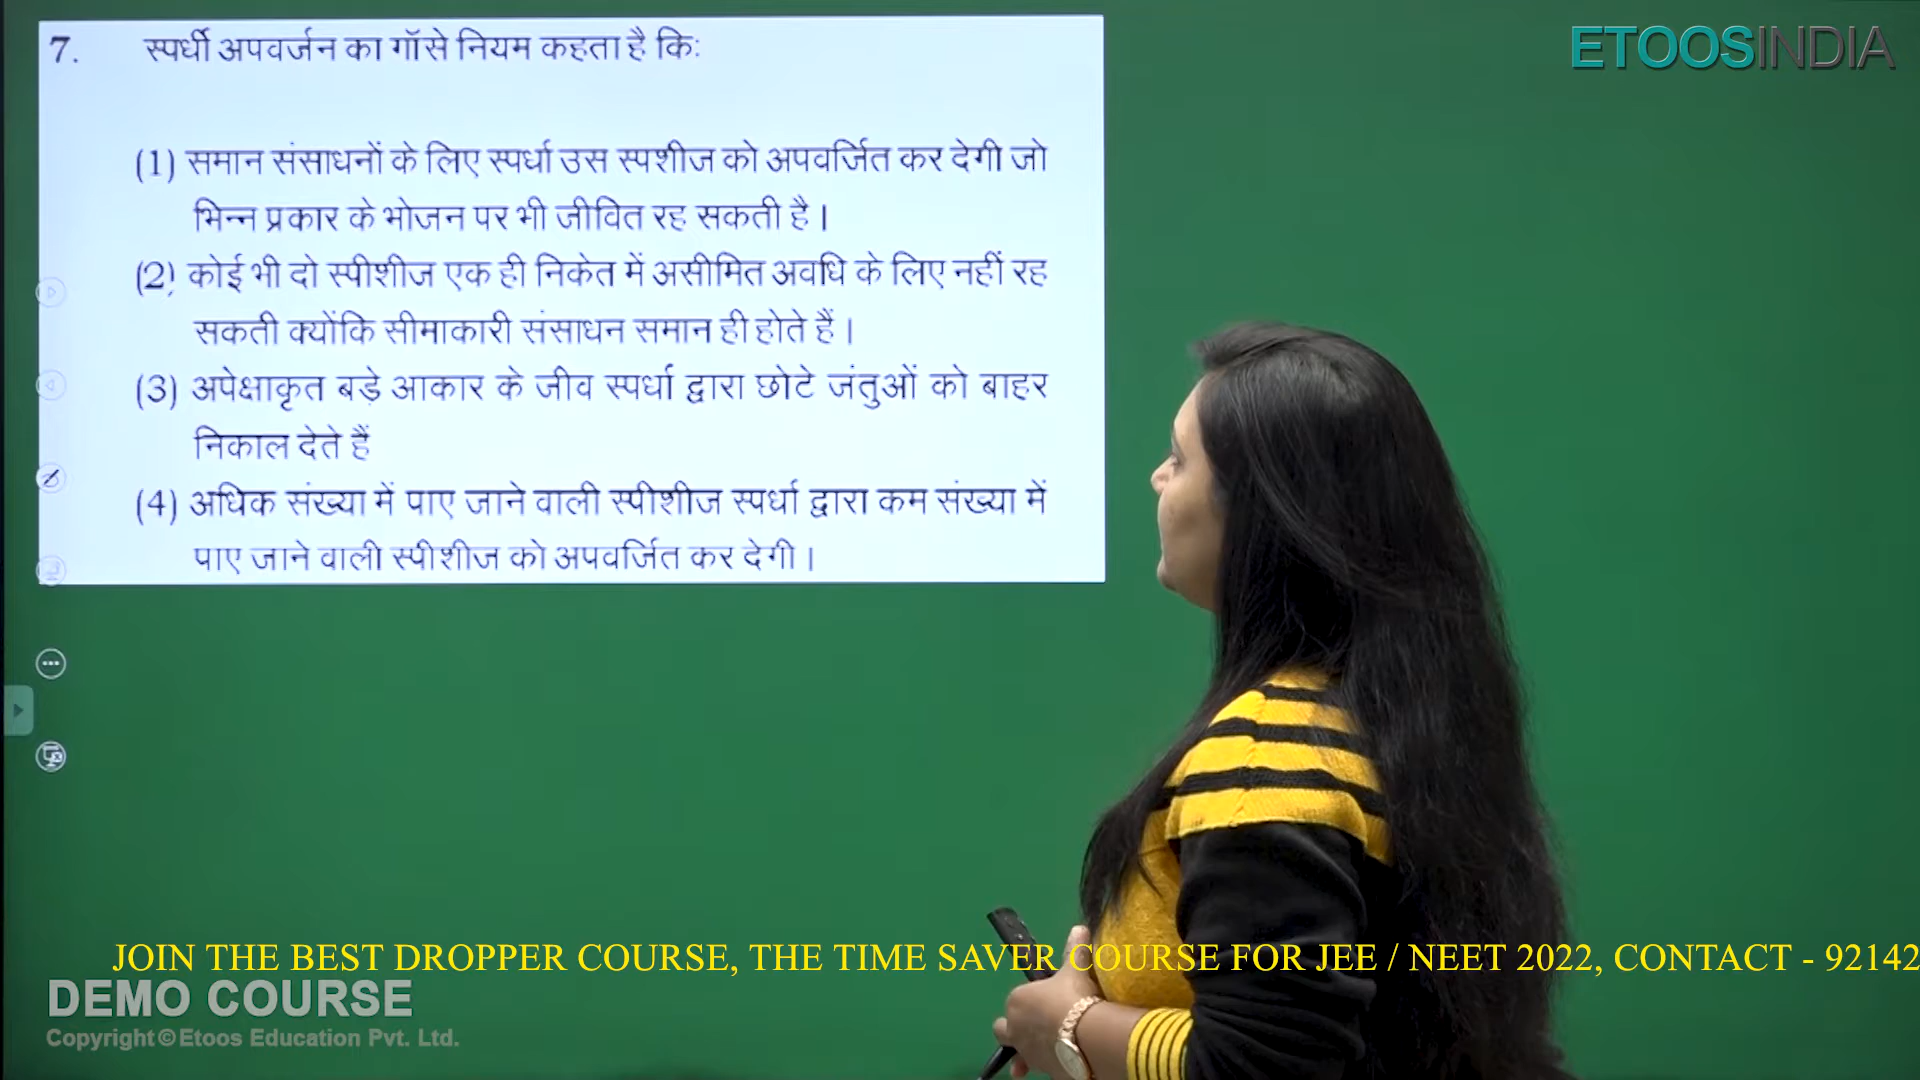 ETOOSINDIA
7. स्पर्धी अपवर्जन का गॉसे नियम कहता है कि:
(1) समान संसाधनों के लिए स्पर्धा उस स्पशीज को अपवर्जित कर देगी जो
भिन्न प्रकार के भोजन पर भी जीवित रह सकती है।
(2) कोई भी दो स्पीशीज एक ही निकेत में असीमित अवधि के लिए नहीं रह
सकती क्योंकि सीमाकारी संसाधन समान ही होते हैं।
(3) अपेक्षाकृत बड़े आकार के जीव स्पर्धा द्वारा छोटे जंतुओं को बाहर
निकाल देते हैं
(4) अधिक संख्या में पाए जाने वाली स्पीशीज स्पर्धा द्वारा कम संख्या में
पाए जाने वाली स्पीशीज को अपवर्जित कर देगी।
JOIN THE BEST DROPPER COURSE, THE TIME SAVER COURSE FOR JEE / NEET 2022, CONTACT - 92142
DEMO COURSE
Copyright © Etoos Education Pvt. Ltd.